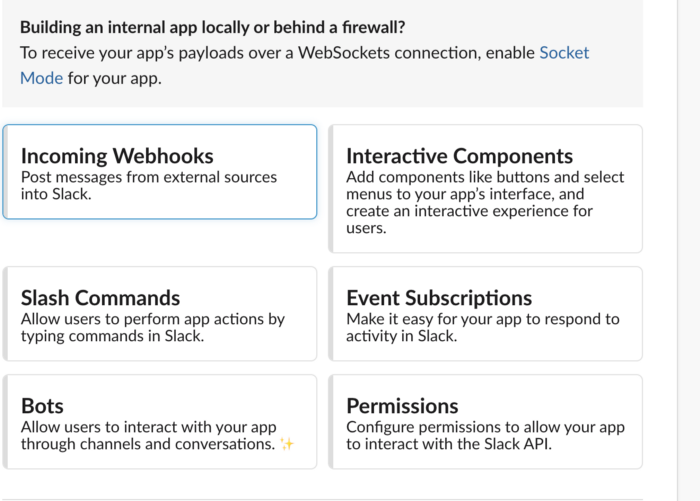 Building an internal app locally or behind a firewall?
To receive your app's payloads over a WebSockets connection, enable Socket
Mode for your app.
Incoming Webhooks
Post messages from external sources
into Slack.
Interactive Components
Add components like buttons and select
menus to your app's interface, and
create an interactive experience for
users.
Slash Commands
Allow users to perform app actions by
typing commands in Slack.
Event Subscriptions
Make it easy for your app to respond to
activity in Slack.
Bots
Allow users to interact with your app
through channels and conversations. ✨
Permissions
Configure permissions to allow your app
to interact with the Slack API.